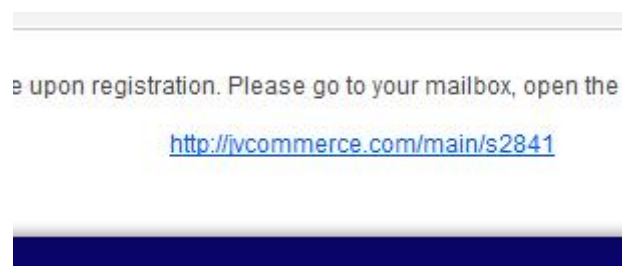 e upon registration. Please go to your mailbox, open the
http://jvcommerce.com/main/s2841